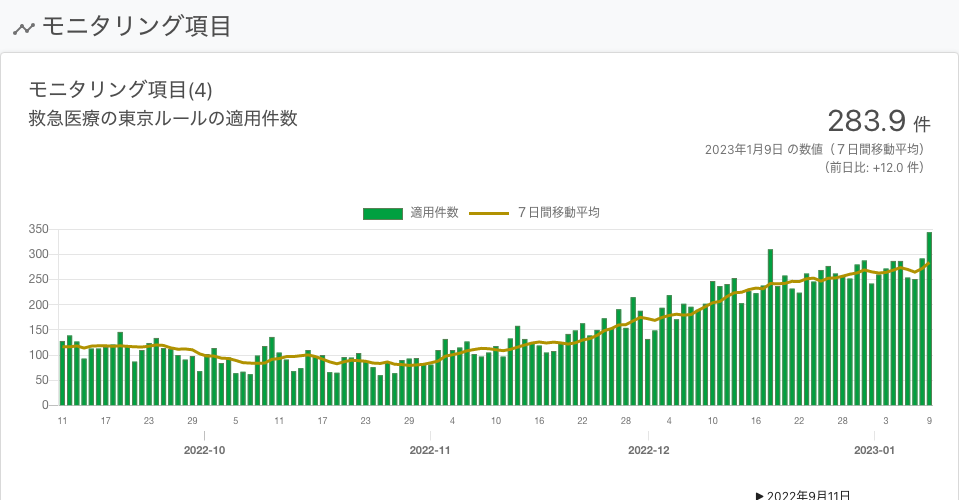 モニタリング項目
モニタリング項目(4)
救急医療の東京ルールの適用件数
283.9 件
2023年1月9日 の数値（７日間移動平均）
（前日比: +12.0 件）
適用件数 ７日間移動平均
350
300
250
200
150
100
50
0
11 17 23 29 5 11 17 23 29 4 10 16 22 28 4 10 16 22 28 3 9
2022-10 2022-11 2022-12 2023-01
▶ 2022年9月11日